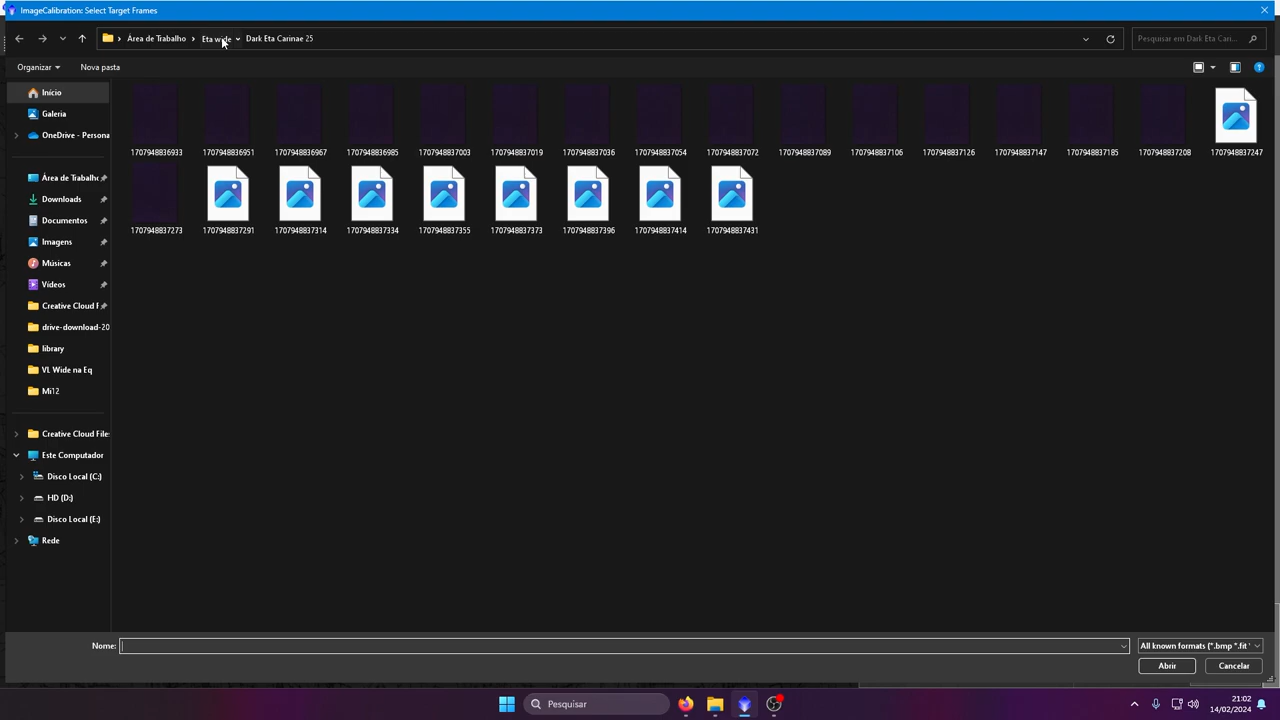 ImageCalibration: Select Target Frames
Área de Trabalho
Eta wide
Dark Eta Carinae 25
Pesquisar em Dark Eta Cari...
Organizar
Nova pasta
Início
Galeria
OneDrive - Persona
Área de Trabalho
Downloads
Documentos
Imagens
Músicas
Vídeos
Creative Cloud F
drive-download-20
library
VL Wide na Eq
Mi12
Creative Cloud Files
Este Computador
Disco Local (C:)
HD (D:)
Disco Local (E:)
Rede
1707948836933 1707948836951 1707948836967 1707948836985 1707948837003 1707948837019 1707948837036 1707948837054 1707948837072 1707948837089 1707948837106 1707948837126 1707948837147 1707948837185 1707948837208 1707948837247
1707948837273 1707948837291 1707948837314 1707948837334 1707948837355 1707948837373 1707948837396 1707948837414 1707948837431
Nome:
All known formats (*.bmp *.fit
Abrir
Cancelar
Pesquisar
21:02
14/02/2024